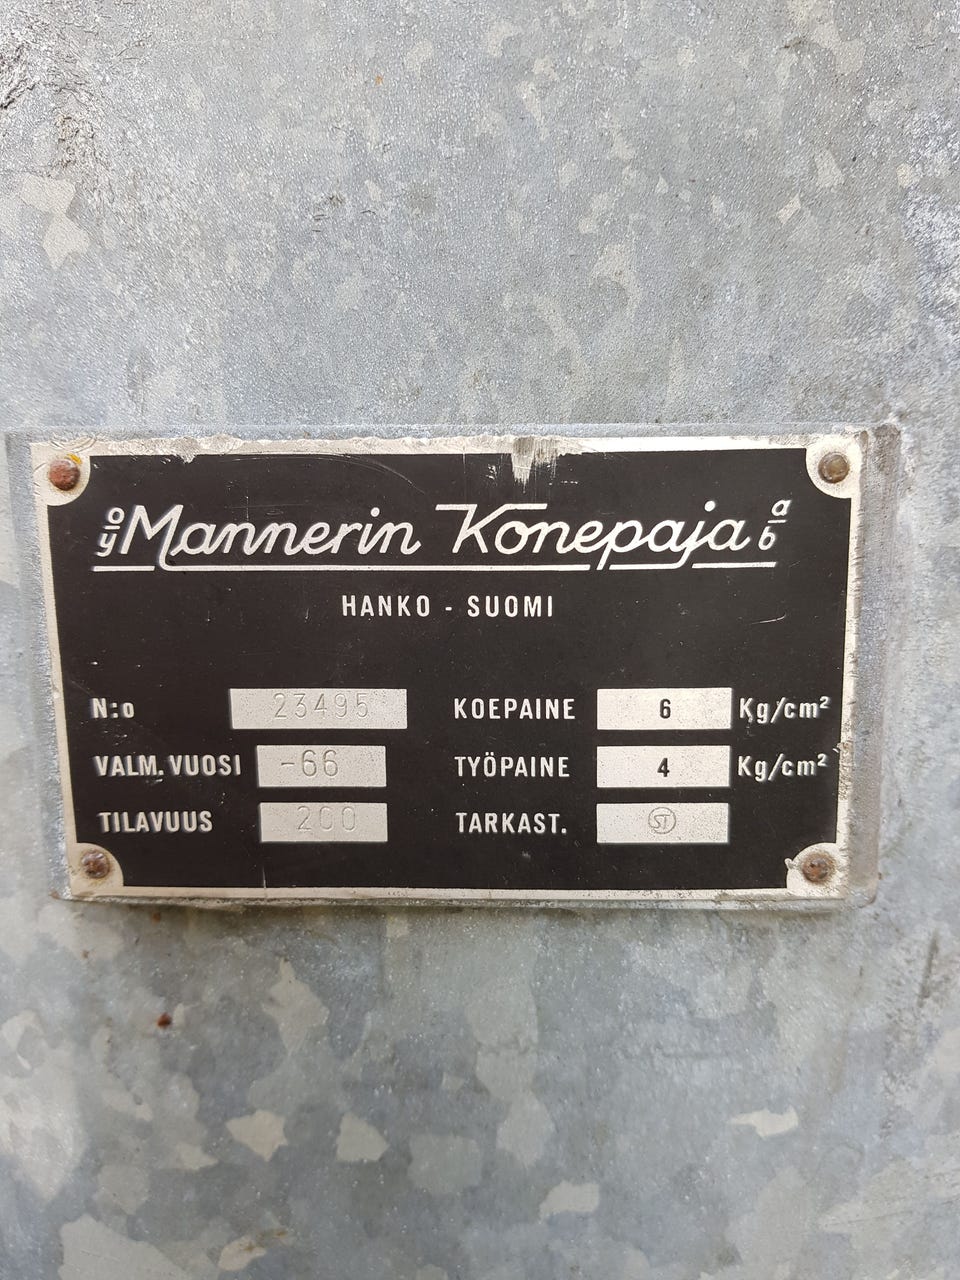 oy Mannerin Konepaja ab
HANKO - SUOMI
N:o 23495 KOEPAINE 6 Kg/cm²
VALM. VUOSI -66 TYÖPAINE 4 Kg/cm²
TILAVUUS 200 TARKAST. ST